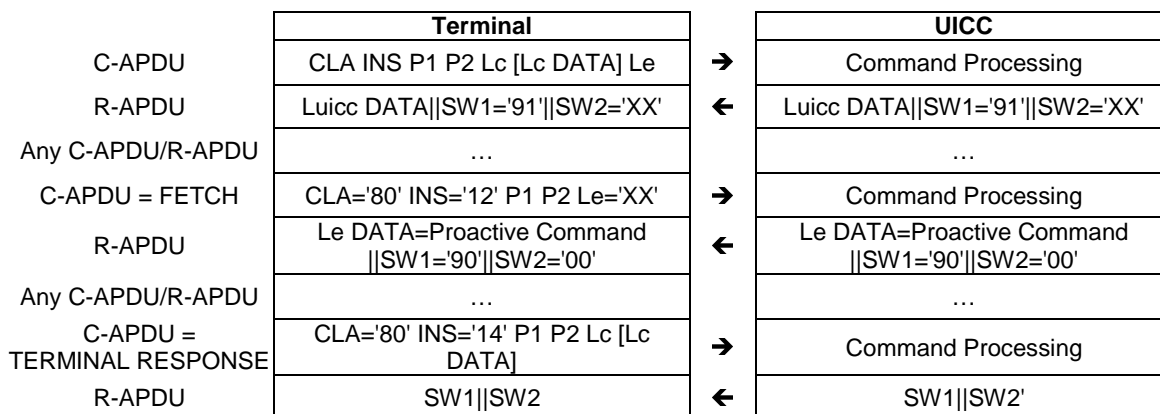 Terminal UICC
C-APDU CLA INS P1 P2 Lc [Lc DATA] Le → Command Processing
R-APDU Luicc DATA||SW1='91'||SW2='XX' ← Luicc DATA||SW1='91'||SW2='XX'
Any C-APDU/R-APDU … …
C-APDU = FETCH CLA='80' INS='12' P1 P2 Le='XX' → Command Processing
R-APDU Le DATA=Proactive Command ||SW1='90'||SW2='00' ← Le DATA=Proactive Command ||SW1='90'||SW2='00'
Any C-APDU/R-APDU … …
C-APDU = TERMINAL RESPONSE CLA='80' INS='14' P1 P2 Lc [Lc DATA] → Command Processing
R-APDU SW1||SW2 ← SW1||SW2'